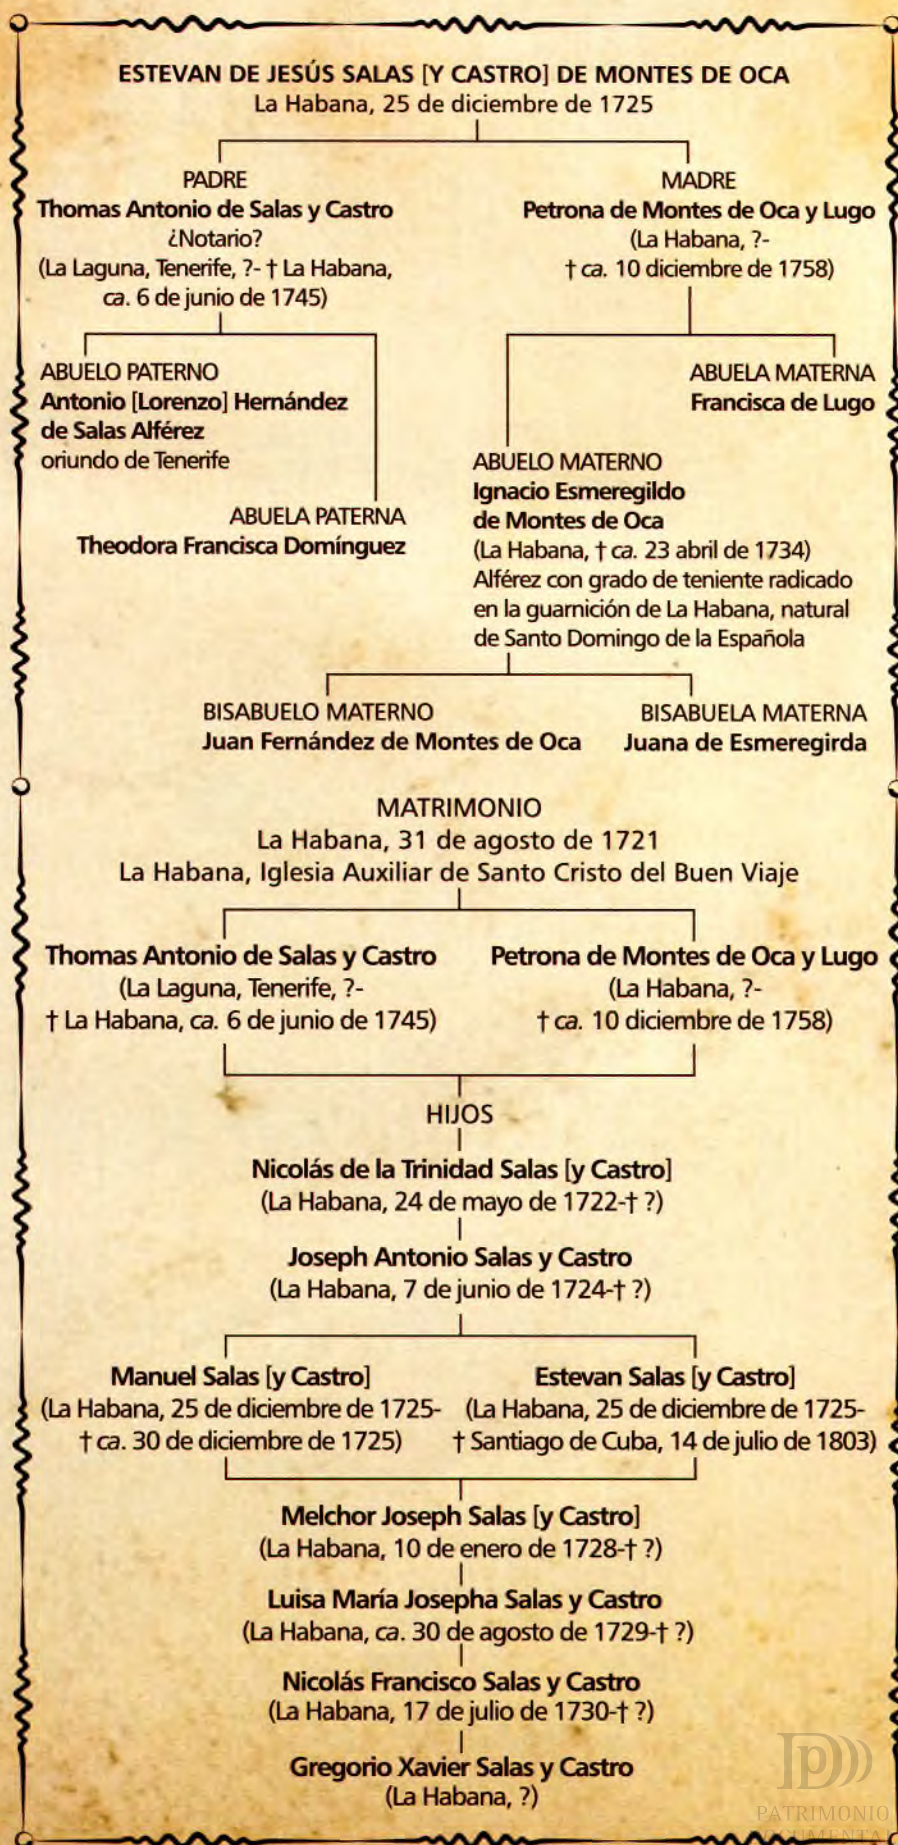 ESTEVAN DE JESÚS SALAS [Y CASTRO] DE MONTES DE OCA
La Habana, 25 de diciembre de 1725
PADRE
Thomas Antonio de Salas y Castro
¿Notario?
(La Laguna, Tenerife, ?- † La Habana,
ca. 6 de junio de 1745)
MADRE
Petrona de Montes de Oca y Lugo
(La Habana, ?-
† ca. 10 diciembre de 1758)
ABUELO PATERNO
Antonio [Lorenzo] Hernández
de Salas Alférez
oriundo de Tenerife
ABUELA PATERNA
Theodora Francisca Domínguez
ABUELA MATERNA
Francisca de Lugo
ABUELO MATERNO
Ignacio Esmeregildo
de Montes de Oca
(La Habana, † ca. 23 abril de 1734)
Alférez con grado de teniente radicado
en la guarnición de La Habana, natural
de Santo Domingo de la Española
BISABUELO MATERNO
Juan Fernández de Montes de Oca
BISABUELA MATERNA
Juana de Esmeregirda
MATRIMONIO
La Habana, 31 de agosto de 1721
La Habana, Iglesia Auxiliar de Santo Cristo del Buen Viaje
Thomas Antonio de Salas y Castro
(La Laguna, Tenerife, ?-
† La Habana, ca. 6 de junio de 1745)
Petrona de Montes de Oca y Lugo
(La Habana, ?-
† ca. 10 diciembre de 1758)
HIJOS
Nicolás de la Trinidad Salas [y Castro]
(La Habana, 24 de mayo de 1722-† ?)
Joseph Antonio Salas y Castro
(La Habana, 7 de junio de 1724-† ?)
Manuel Salas [y Castro]
(La Habana, 25 de diciembre de 1725-
† ca. 30 de diciembre de 1725)
Estevan Salas [y Castro]
(La Habana, 25 de diciembre de 1725-
† Santiago de Cuba, 14 de julio de 1803)
Melchor Joseph Salas [y Castro]
(La Habana, 10 de enero de 1728-† ?)
Luisa María Josepha Salas y Castro
(La Habana, ca. 30 de agosto de 1729-† ?)
Nicolás Francisco Salas y Castro
(La Habana, 17 de julio de 1730-† ?)
Gregorio Xavier Salas y Castro
(La Habana, ?)
PATRIMONIO
DOCUMENTAL